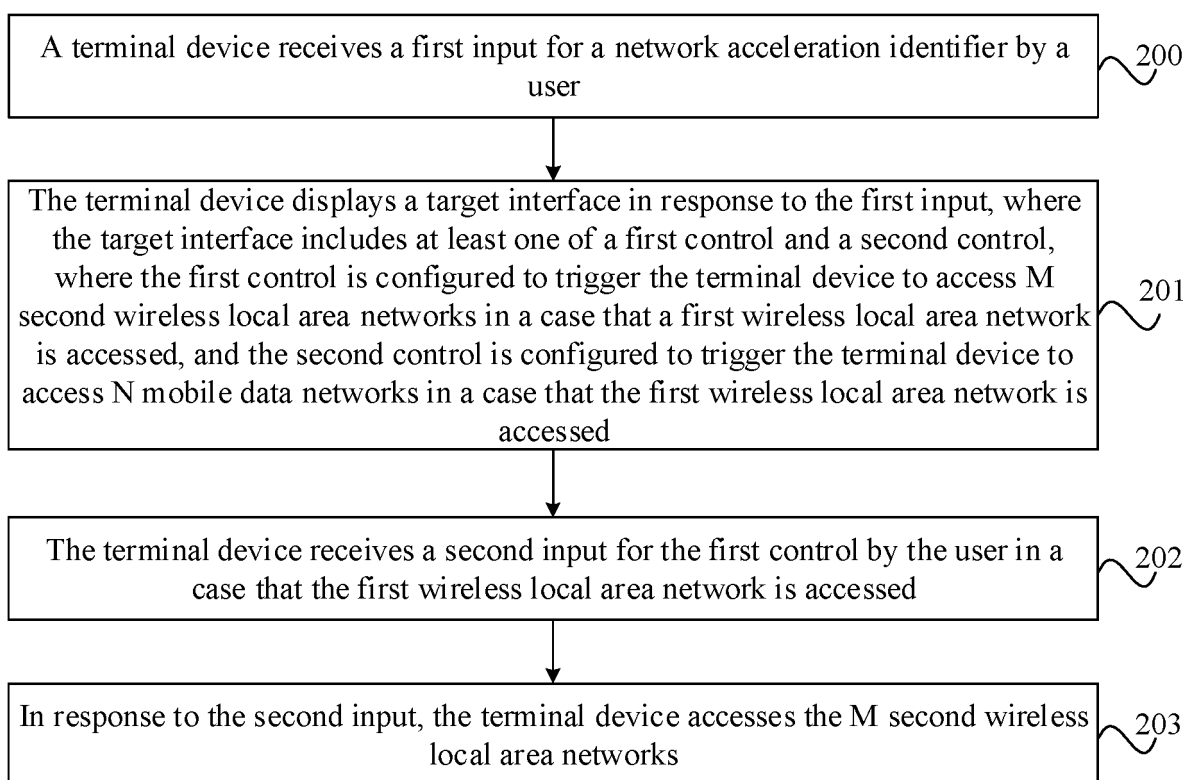 A terminal device receives a first input for a network acceleration identifier by a
user
200
The terminal device displays a target interface in response to the first input, where
the target interface includes at least one of a first control and a second control,
where the first control is configured to trigger the terminal device to access M
second wireless local area networks in a case that a first wireless local area network
is accessed, and the second control is configured to trigger the terminal device to
access N mobile data networks in a case that the first wireless local area network is
accessed
201
The terminal device receives a second input for the first control by the user in a
case that the first wireless local area network is accessed
202
In response to the second input, the terminal device accesses the M second wireless
local area networks
203